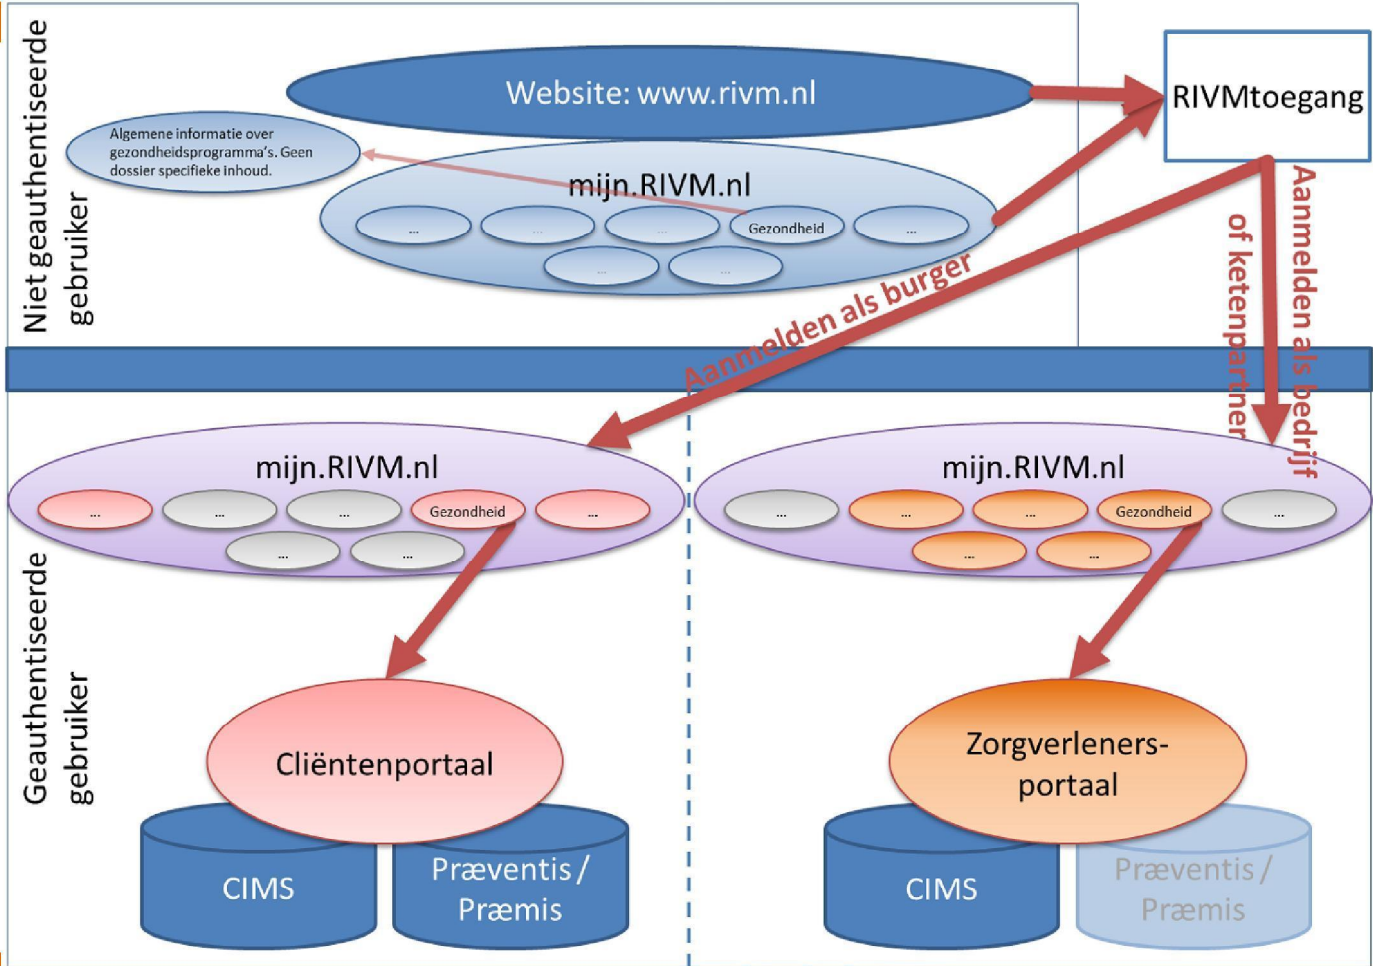 Niet geauthentiseerde
gebruiker
Website: www.rivm.nl
RIVMtoegang
Algemene informatie over
gezondheidsprogramma's. Geen
dossier specifieke inhoud.
mijn.RIVM.nl
...
...
...
Gezondheid
...
...
...
Aanmelden als burger
Aanmelden als bedrijf
of ketenpartner
Geauthentiseerde
gebruiker
mijn.RIVM.nl
...
...
...
Gezondheid
...
...
...
mijn.RIVM.nl
...
...
...
Gezondheid
...
...
...
Cliëntenportaal
CIMS
Præventis /
Præmis
Zorgverleners-
portaal
CIMS
Præventis /
Præmis